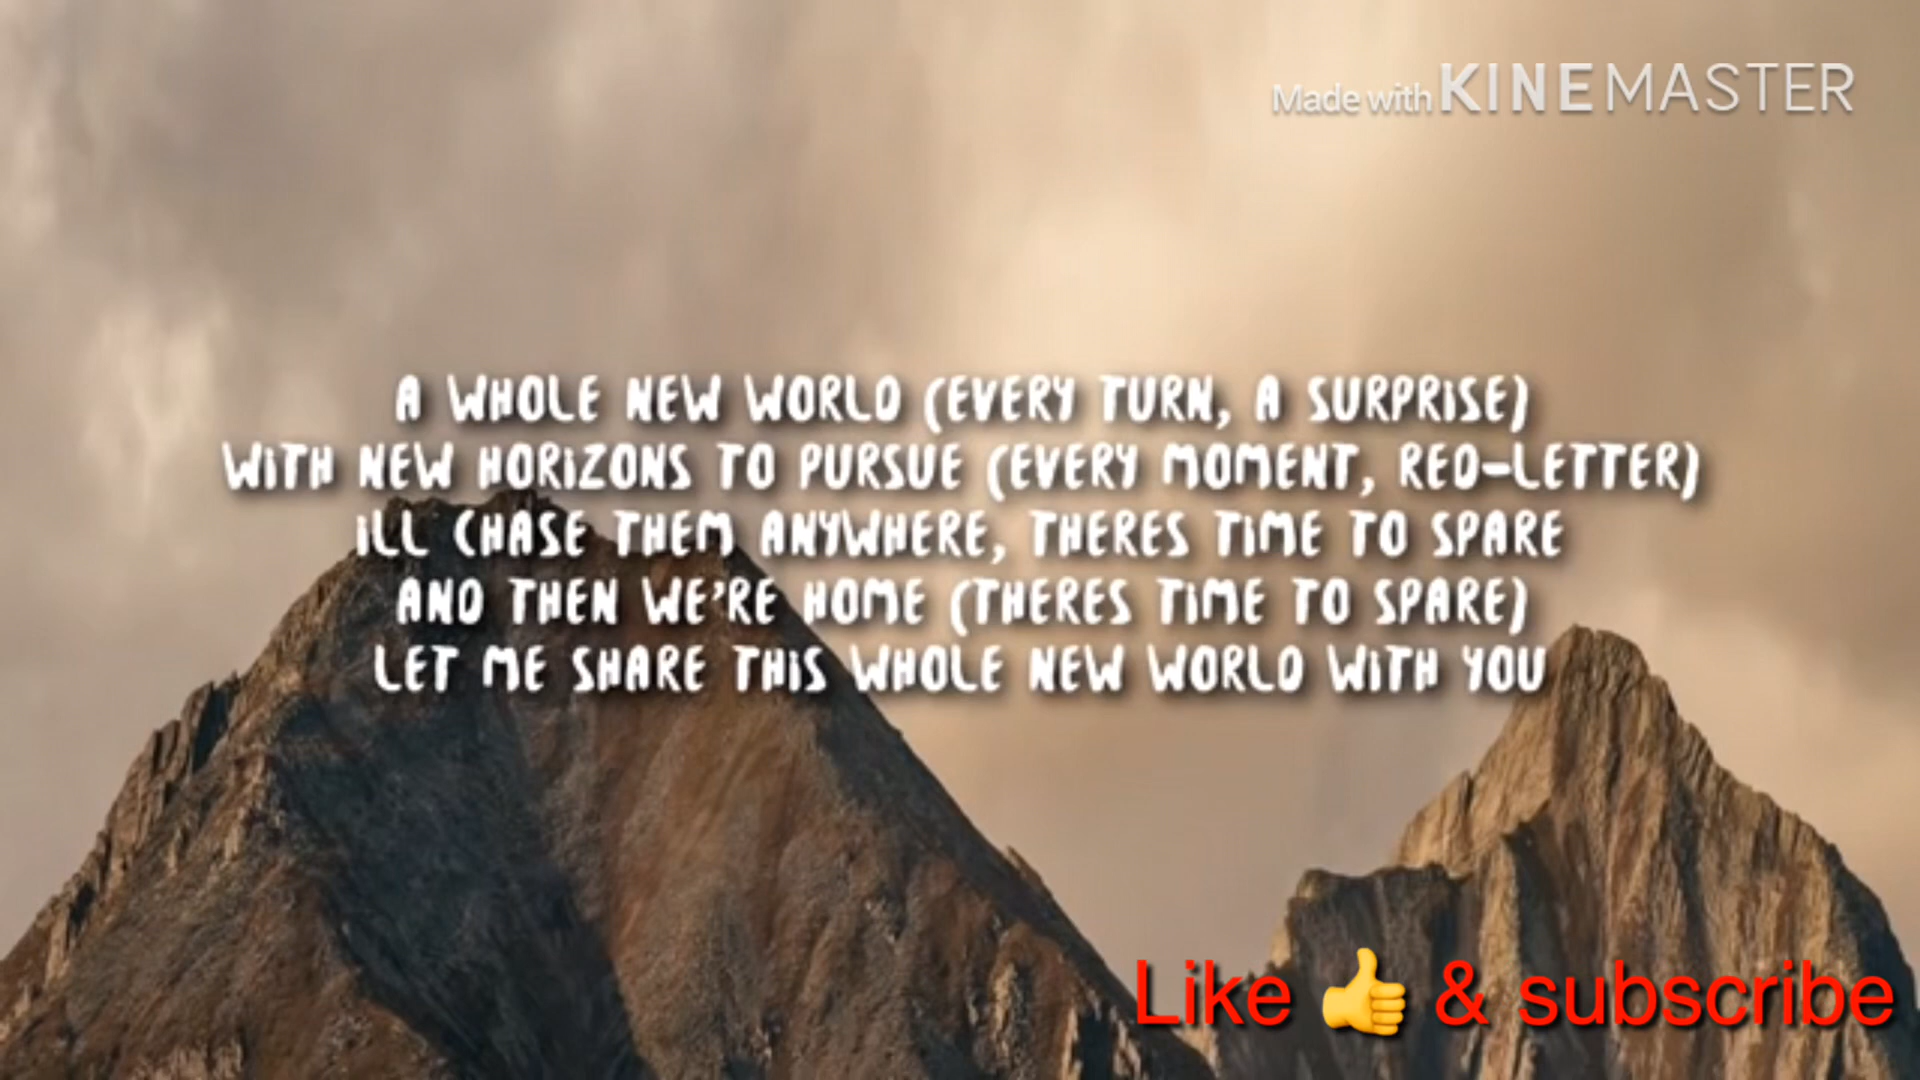 Made with KINEMASTER
A WHOLE NEW WORLD (EVERY TURN, A SURPRISE)
WiTH NEW HORiZONS TO PURSUE (EVERY MOMENT, RED-LETTER)
iLL CHASE THEM ANYWHERE, THERES TiME TO SPARE
AND THEN WE'RE HOME (THERES TiME TO SPARE)
LET ME SHARE THiS WHOLE NEW WORLD WiTH YOU
Like 👍 & subscribe